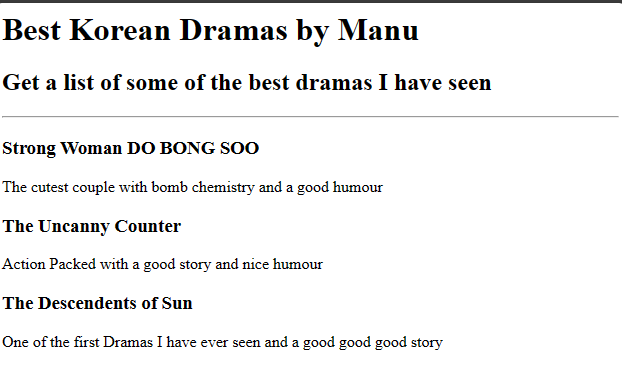 Best Korean Dramas by Manu
Get a list of some of the best dramas I have seen
Strong Woman DO BONG SOO
The cutest couple with bomb chemistry and a good humour
The Uncanny Counter
Action Packed with a good story and nice humour
The Descendents of Sun
One of the first Dramas I have ever seen and a good good good story